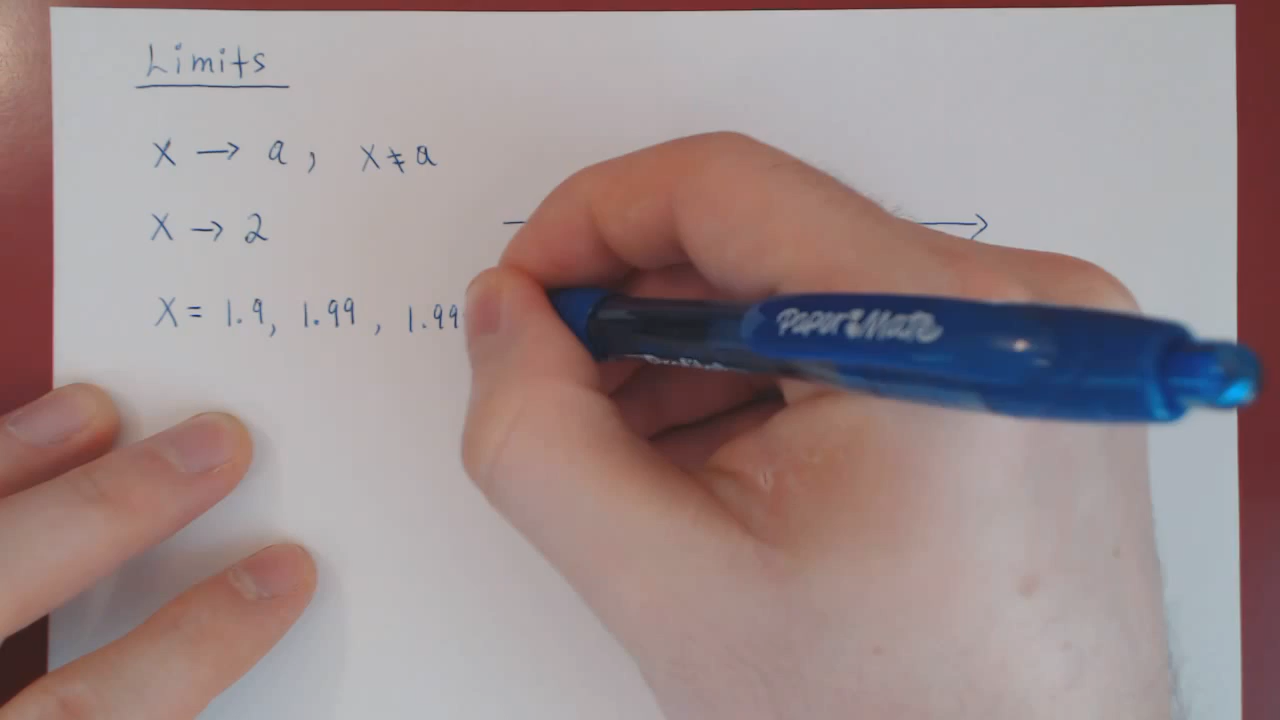 Limits
x → a, x ≠ a
x → 2
x = 1.9, 1.99, 1.99
Paper Mate